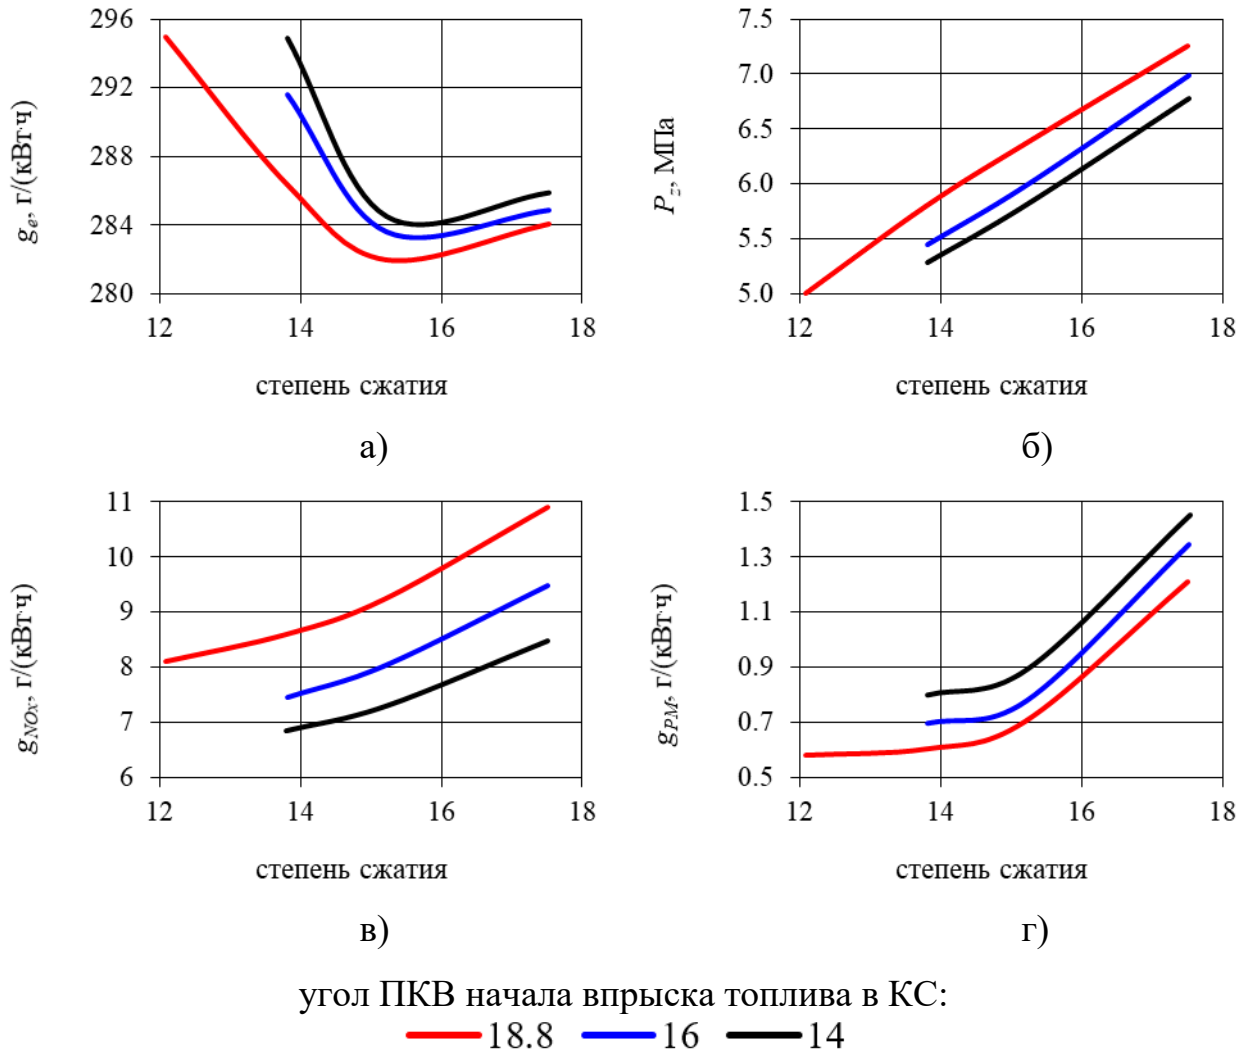 296
292
288
284
280
gₑ, г/(кВт·ч)
12 14 16 18
степень сжатия
а)
7.5
7.0
6.5
6.0
5.5
5.0
P_z, МПа
12 14 16 18
степень сжатия
б)
11
10
9
8
7
6
g_NOx, г/(кВт·ч)
12 14 16 18
степень сжатия
в)
1.5
1.3
1.1
0.9
0.7
0.5
g_PM, г/(кВт·ч)
12 14 16 18
степень сжатия
г)
угол ПКВ начала впрыска топлива в КС:
18.8 16 14